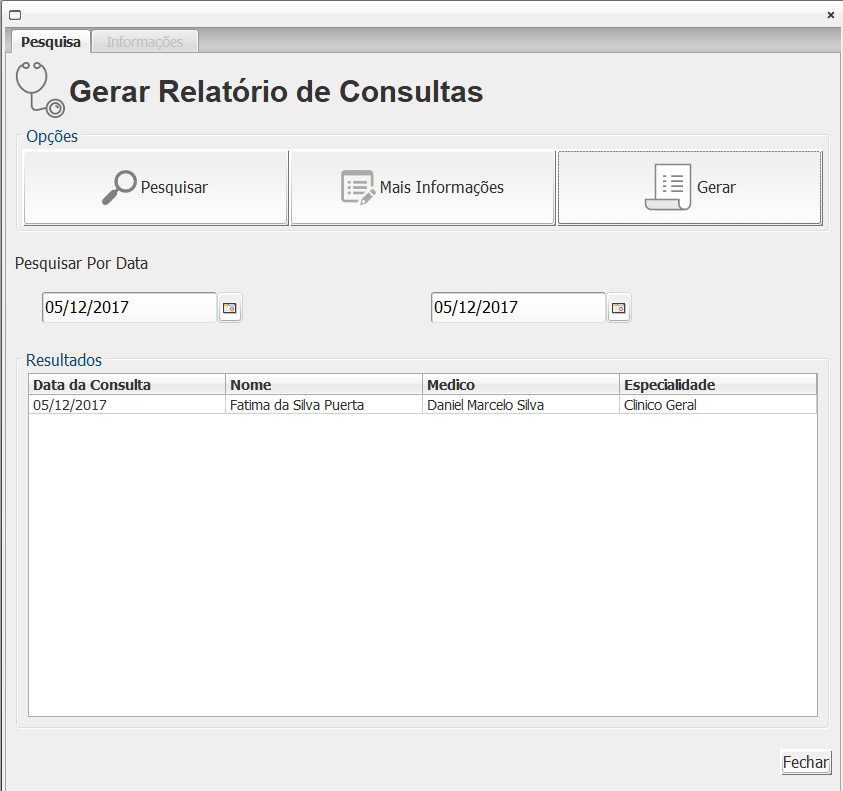 Pesquisa Informações
Gerar Relatório de Consultas
Opções
Pesquisar Mais Informações Gerar
Pesquisar Por Data
05/12/2017 05/12/2017
Resultados
Data da Consulta Nome Medico Especialidade
05/12/2017 Fatima da Silva Puerta Daniel Marcelo Silva Clinico Geral
Fechar